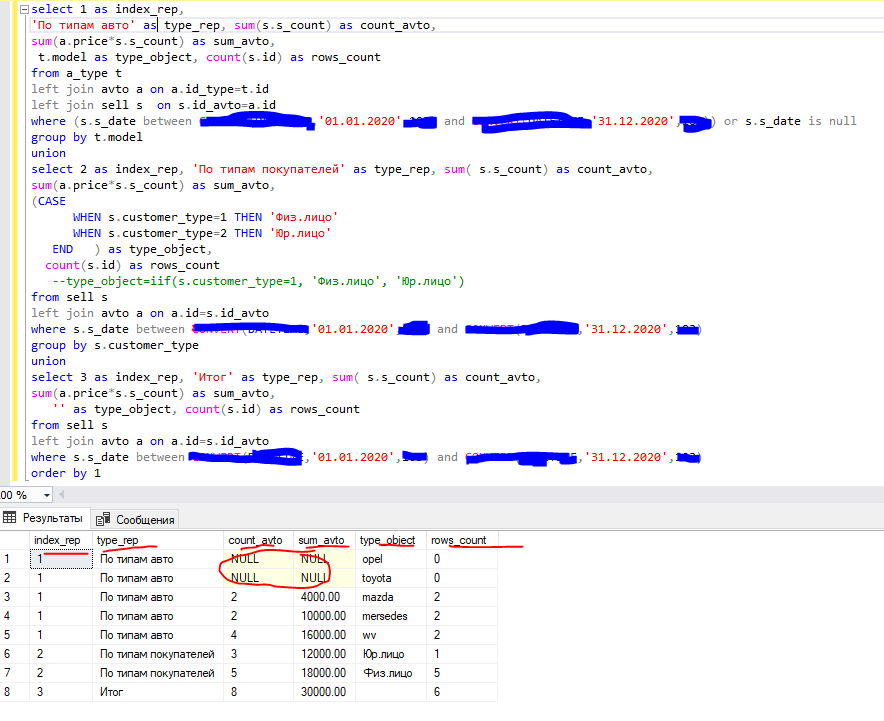 select 1 as index_rep,
'По типам авто' as type_rep, sum(s.s_count) as count_avto,
sum(a.price*s.s_count) as sum_avto,
t.model as type_object, count(s.id) as rows_count
from a_type t
left join avto a on a.id_type=t.id
left join sell s  on s.id_avto=a.id
where (s.s_date between '01.01.2020', and '31.12.2020', ) or s.s_date is null
group by t.model
union
select 2 as index_rep, 'По типам покупателей' as type_rep, sum( s.s_count) as count_avto,
sum(a.price*s.s_count) as sum_avto,
(CASE
WHEN s.customer_type=1 THEN 'Физ.лицо'
WHEN s.customer_type=2 THEN 'Юр.лицо'
END   ) as type_object,
count(s.id) as rows_count
--type_object=iif(s.customer_type=1, 'Физ.лицо', 'Юр.лицо')
from sell s
left join avto a on a.id=s.id_avto
where s.s_date between ,'01.01.2020', and ,'31.12.2020', )
group by s.customer_type
union
select 3 as index_rep, 'Итог' as type_rep, sum( s.s_count) as count_avto,
sum(a.price*s.s_count) as sum_avto,
'' as type_object, count(s.id) as rows_count
from sell s
left join avto a on a.id=s.id_avto
where s.s_date between ,'01.01.2020', ) and ,'31.12.2020', )
order by 1
00 %
Результаты Сообщения
index_rep type_rep count_avto sum_avto type_object rows_count
1 1 По типам авто NULL NULL opel 0
2 1 По типам авто NULL NULL toyota 0
3 1 По типам авто 2 4000.00 mazda 2
4 1 По типам авто 2 10000.00 mersedes 2
5 1 По типам авто 4 16000.00 wv 2
6 2 По типам покупателей 3 12000.00 Юр.лицо 1
7 2 По типам покупателей 5 18000.00 Физ.лицо 5
8 3 Итог 8 30000.00 6